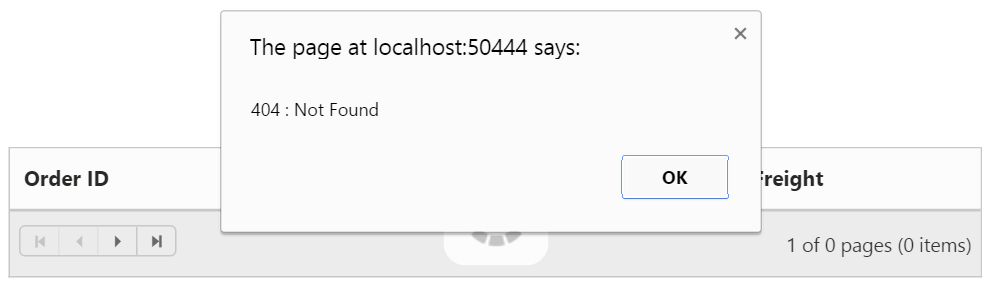 The page at localhost:50444 says:
404 : Not Found
OK
Order ID
Freight
1 of 0 pages (0 items)